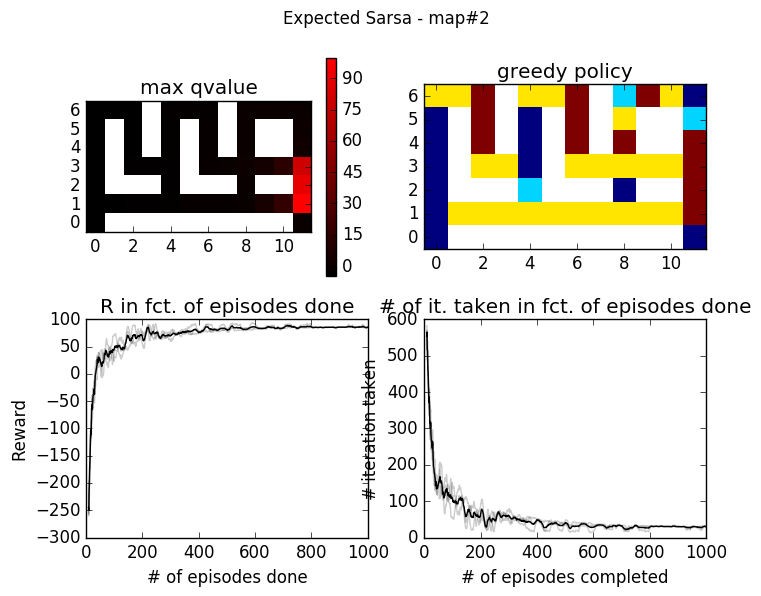 Expected Sarsa - map#2
max qvalue
6
5
4
3
2
1
0
0 2 4 6 8 10
90
75
60
45
30
15
0
greedy policy
6
5
4
3
2
1
0
0 2 4 6 8 10
R in fct. of episodes done
Reward
100
50
0
−50
−100
−150
−200
−250
−300
0 200 400 600 800 1000
# of episodes done
# of it. taken in fct. of episodes done
# iteration taken
600
500
400
300
200
100
0
0 200 400 600 800 1000
# of episodes completed